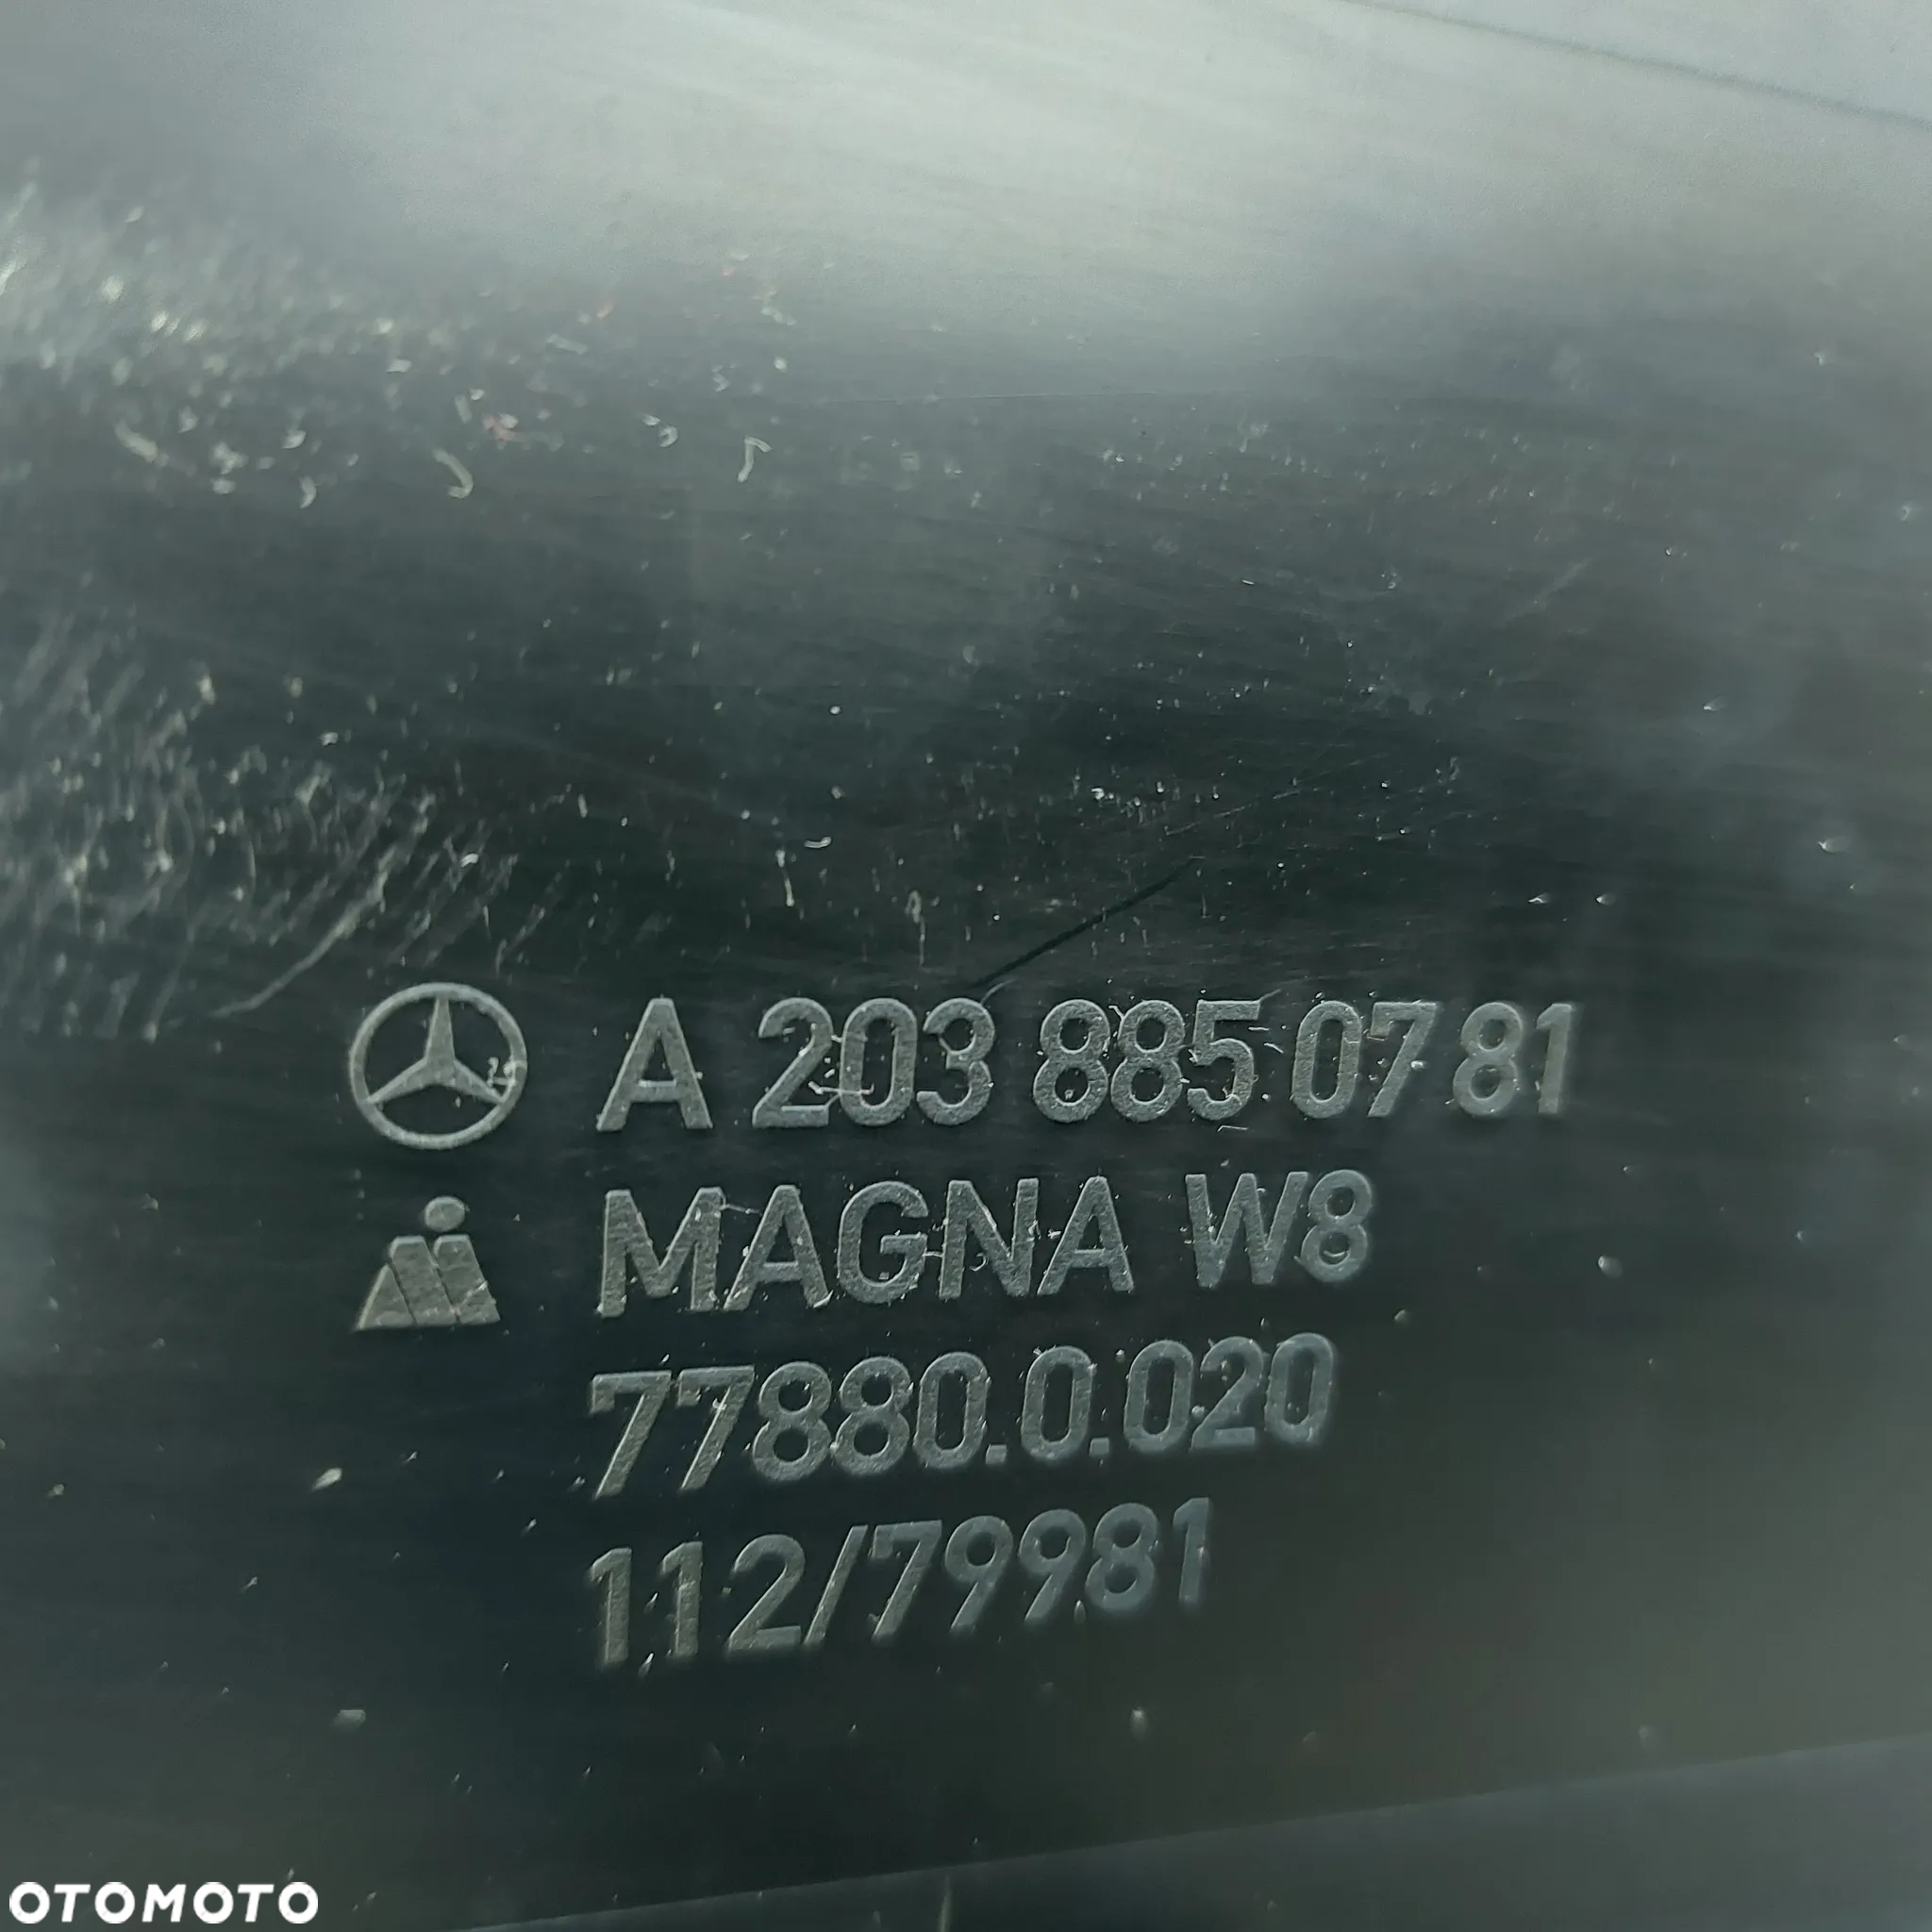 A 203 885 07 81
MAGNA W8
77880.0.020
112/79981
OTOMOTO